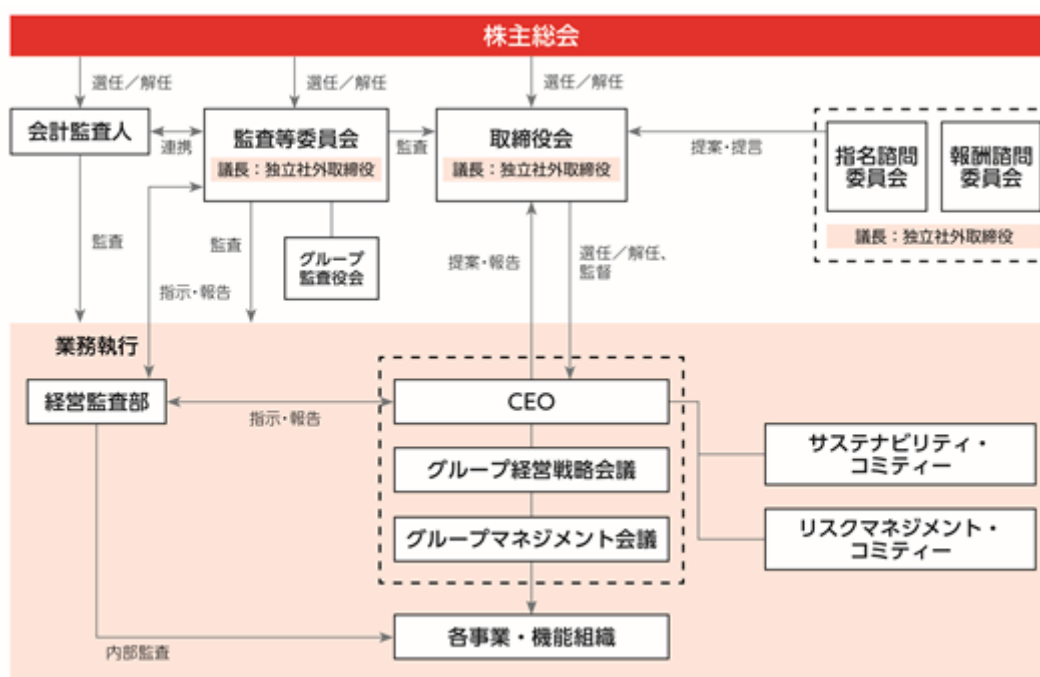 株主総会
選任／解任
選任／解任
選任／解任
会計監査人
連携
監査等委員会
議長：独立社外取締役
監査
取締役会
議長：独立社外取締役
提案・提言
指名諮問
委員会
報酬諮問
委員会
議長：独立社外取締役
監査
指示・報告
監査
グループ
監査役会
提案・報告
選任／解任、
監督
業務執行
経営監査部
指示・報告
CEO
グループ経営戦略会議
グループマネジメント会議
サステナビリティ・
コミティー
リスクマネジメント・
コミティー
各事業・機能組織
内部監査